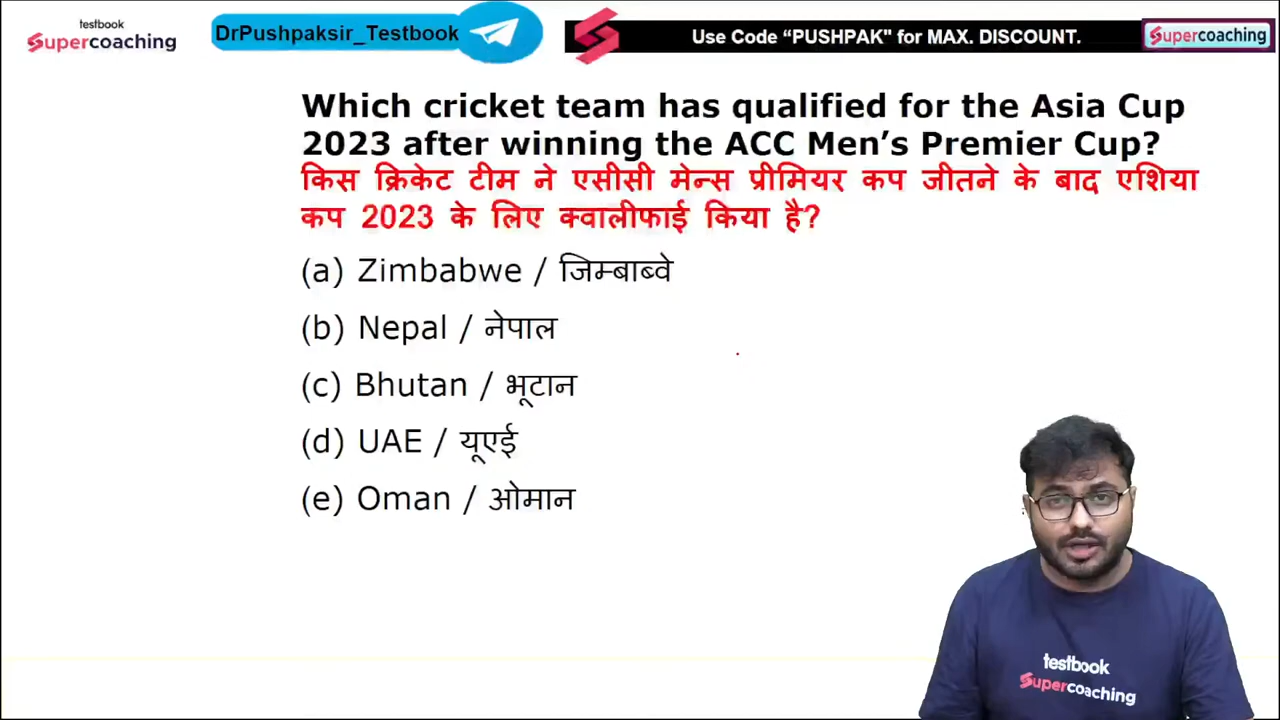 testbook
Supercoaching
DrPushpaksir_Testbook
Use Code “PUSHPAK" for MAX. DISCOUNT.
Supercoaching
Which cricket team has qualified for the Asia Cup
2023 after winning the ACC Men’s Premier Cup?
किस क्रिकेट टीम ने एसीसी मेन्स प्रीमियर कप जीतने के बाद एशिया
कप 2023 के लिए क्वालीफाई किया है?
(a) Zimbabwe / जिम्बाब्वे
(b) Nepal / नेपाल
(c) Bhutan / भूटान
(d) UAE / यूएई
(e) Oman / ओमान
testbook
Supercoaching